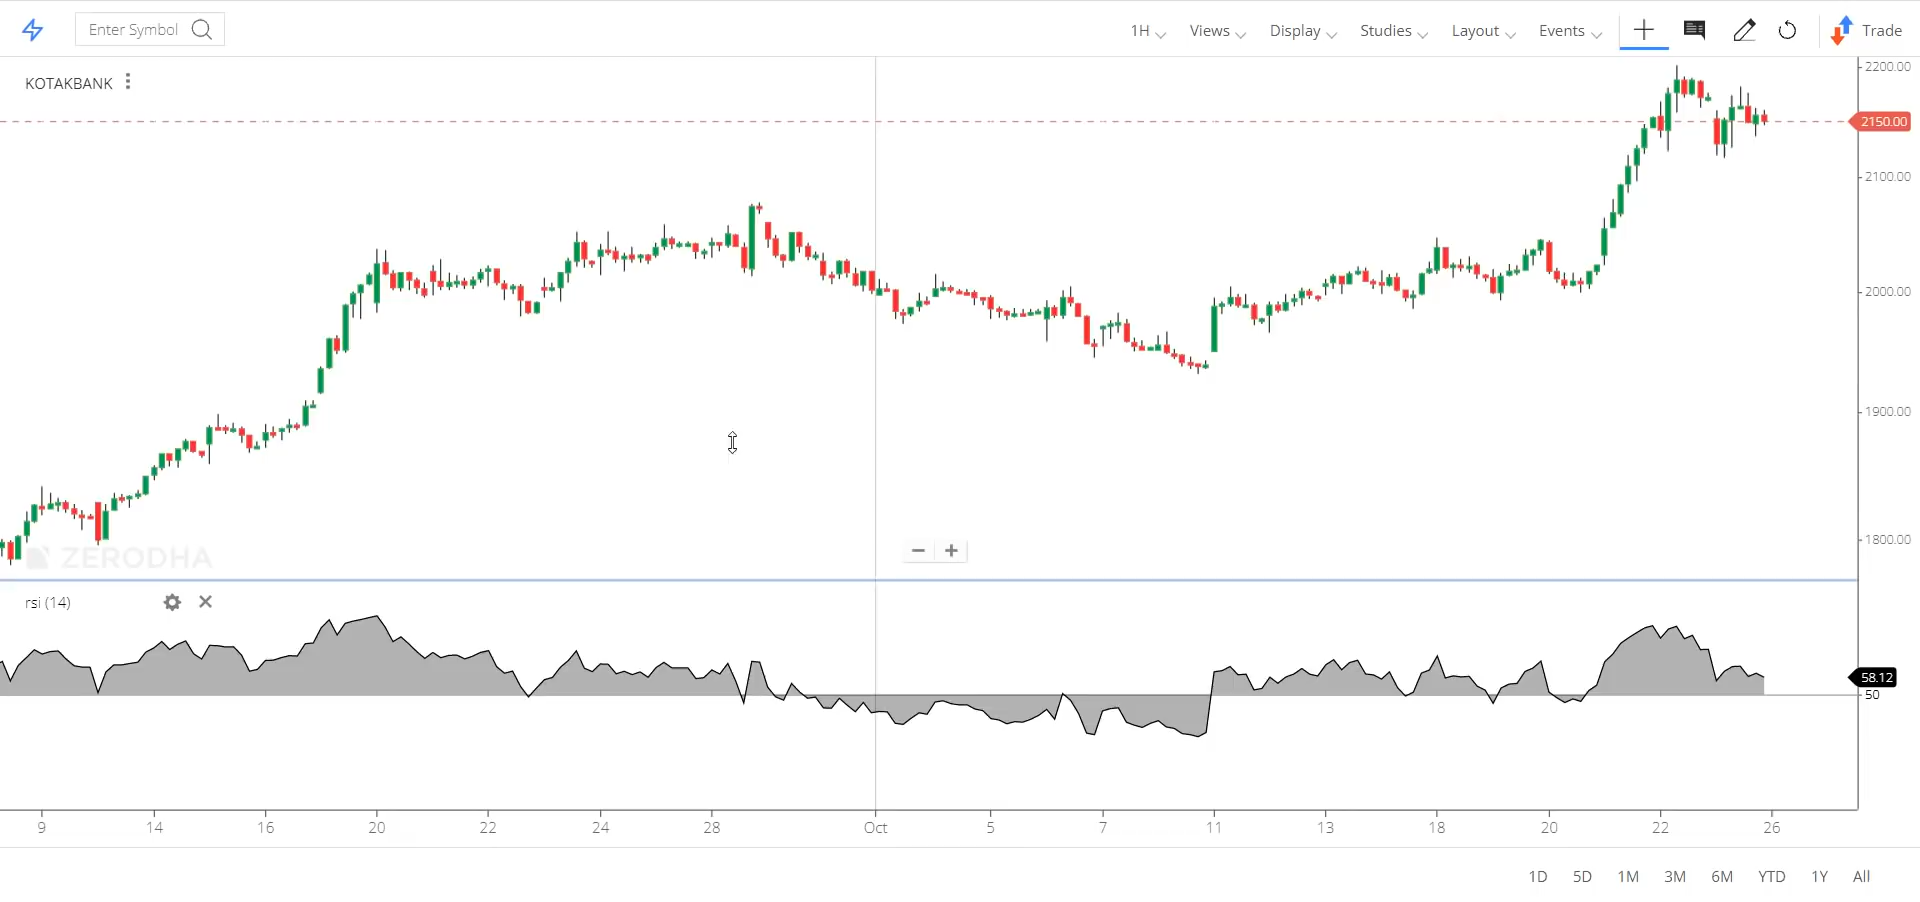 Enter Symbol 1H Views Display Studies Layout Events Trade
KOTAKBANK
2200.00
2150.00
2100.00
2000.00
1900.00
1800.00
ZERODHA
rsi (14)
58.12
50
9 14 16 20 22 24 28 Oct 5 7 11 13 18 20 22 26
1D 5D 1M 3M 6M YTD 1Y All